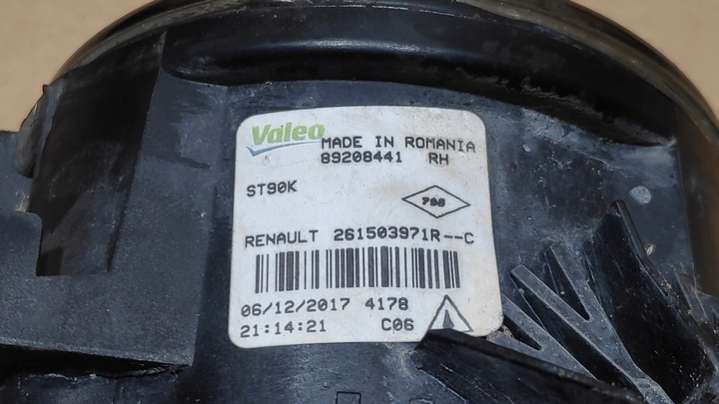 Valeo
MADE IN ROMANIA
89208441 RH
ST90K
RENAULT 261503971R--C
06/12/2017 4178
21:14:21 C06